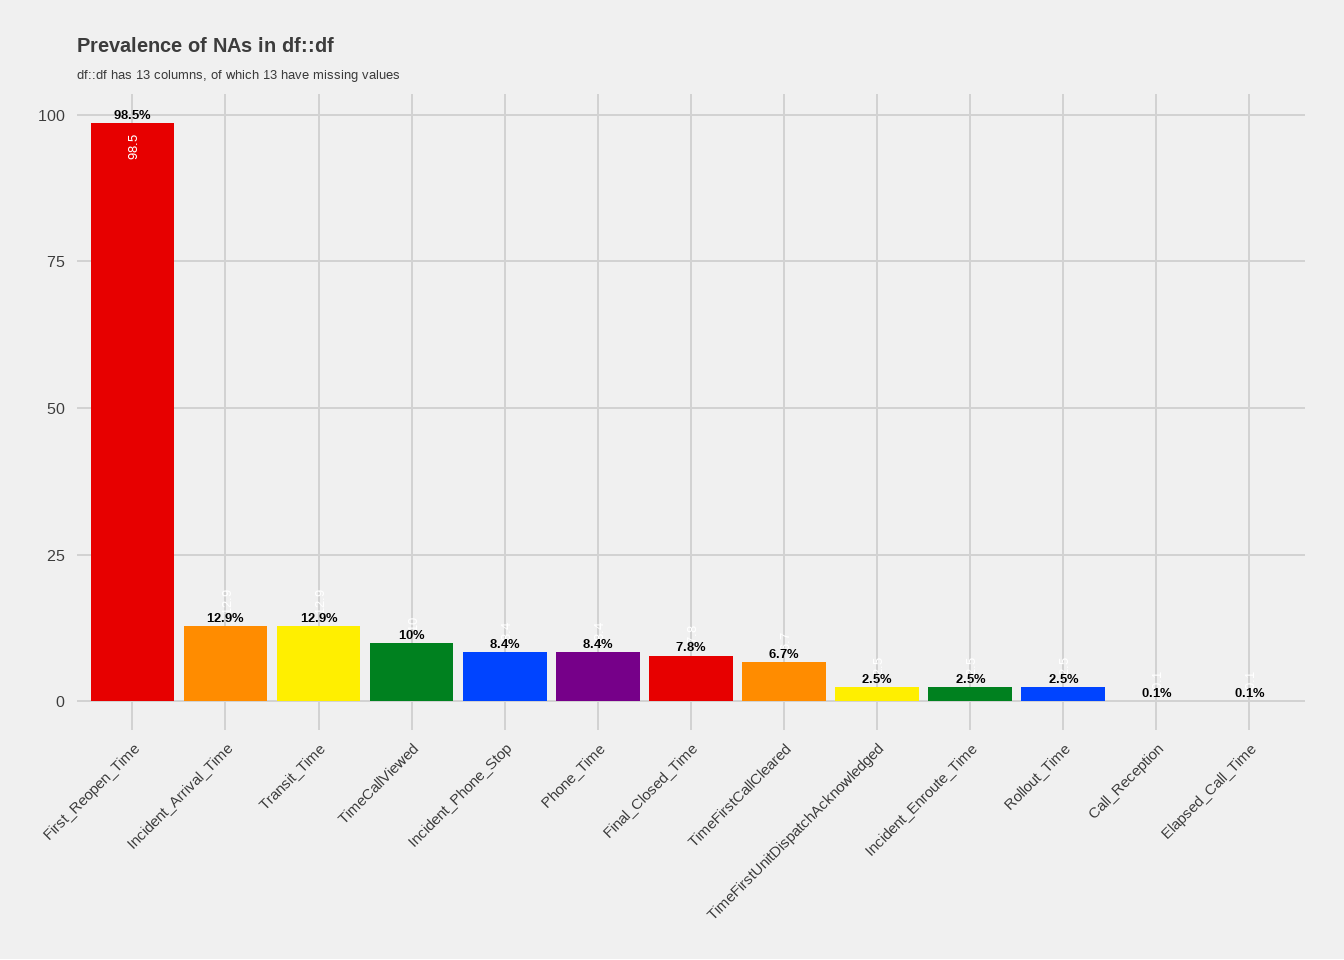 Prevalence of NAs in df::df
df::df has 13 columns, of which 13 have missing values
100
75
50
25
0
98.5%
98.5
12.9%
12.9%
10%
8.4%
8.4%
7.8%
6.7%
2.5%
2.5%
2.5%
0.1%
0.1%
First_Reopen_Time
Incident_Arrival_Time
Transit_Time
TimeCallViewed
Incident_Phone_Stop
Phone_Time
Final_Closed_Time
TimeFirstCallCleared
TimeFirstUnitDispatchAcknowledged
Incident_Enroute_Time
Rollout_Time
Call_Reception
Elapsed_Call_Time